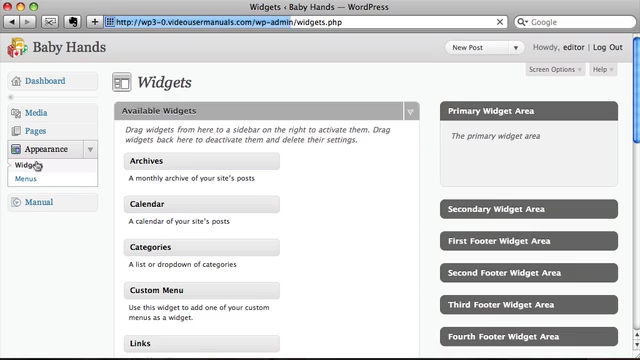 Widgets ‹ Baby Hands — WordPress
http://wp3-0.videousermanuals.com/wp-admin/widgets.php
Google
Baby Hands
New Post
Howdy, editor | Log Out
Screen Options
Help
Dashboard
Media
Pages
Appearance
Widgets
Menus
Manual
Widgets
Available Widgets
Drag widgets from here to a sidebar on the right to activate them. Drag
widgets back here to deactivate them and delete their settings.
Archives
A monthly archive of your site's posts
Calendar
A calendar of your site's posts
Categories
A list or dropdown of categories
Custom Menu
Use this widget to add one of your custom
menus as a widget.
Links
Primary Widget Area
The primary widget area
Secondary Widget Area
First Footer Widget Area
Second Footer Widget Area
Third Footer Widget Area
Fourth Footer Widget Area